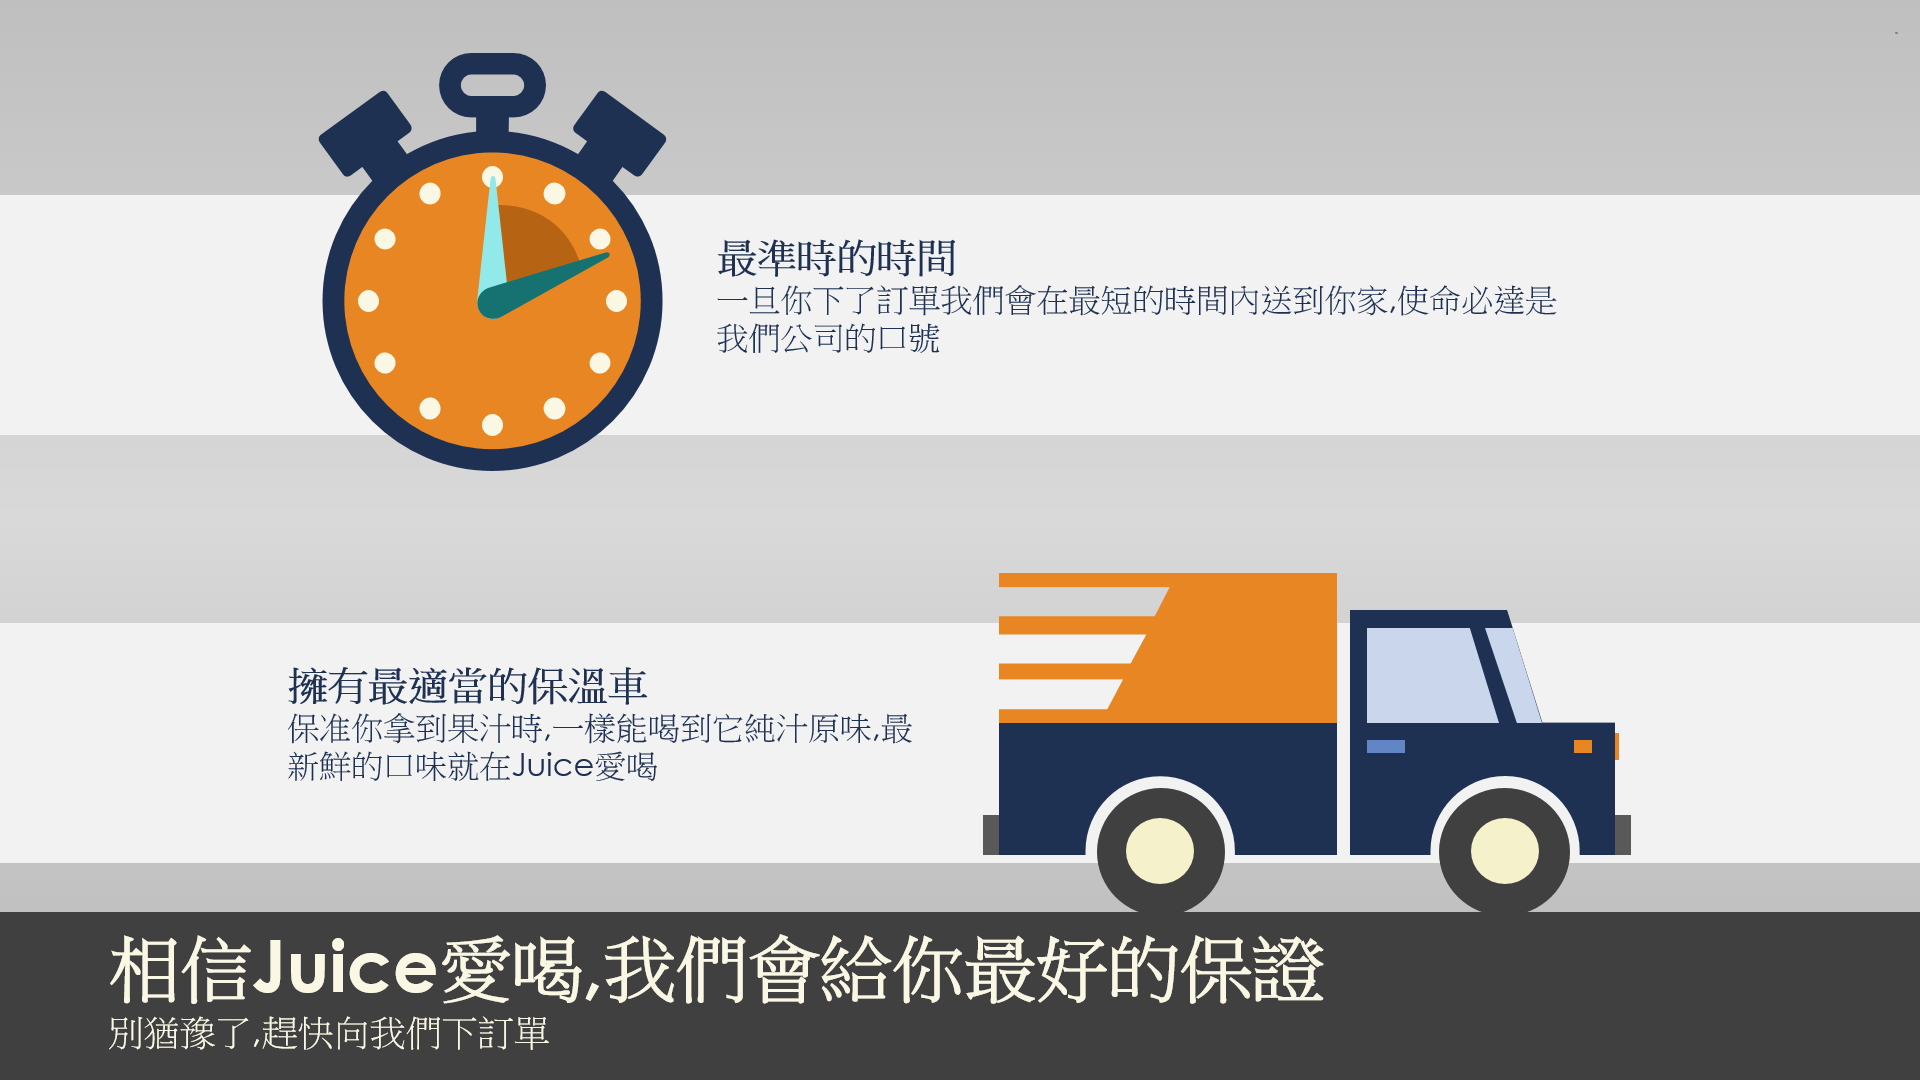 最準時的時間
一旦你下了訂單我們會在最短的時間內送到你家,使命必達是
我們公司的口號
擁有最適當的保溫車
保准你拿到果汁時,一樣能喝到它純汁原味,最
新鮮的口味就在Juice愛喝
相信Juice愛喝,我們會給你最好的保證
別猶豫了,趕快向我們下訂單